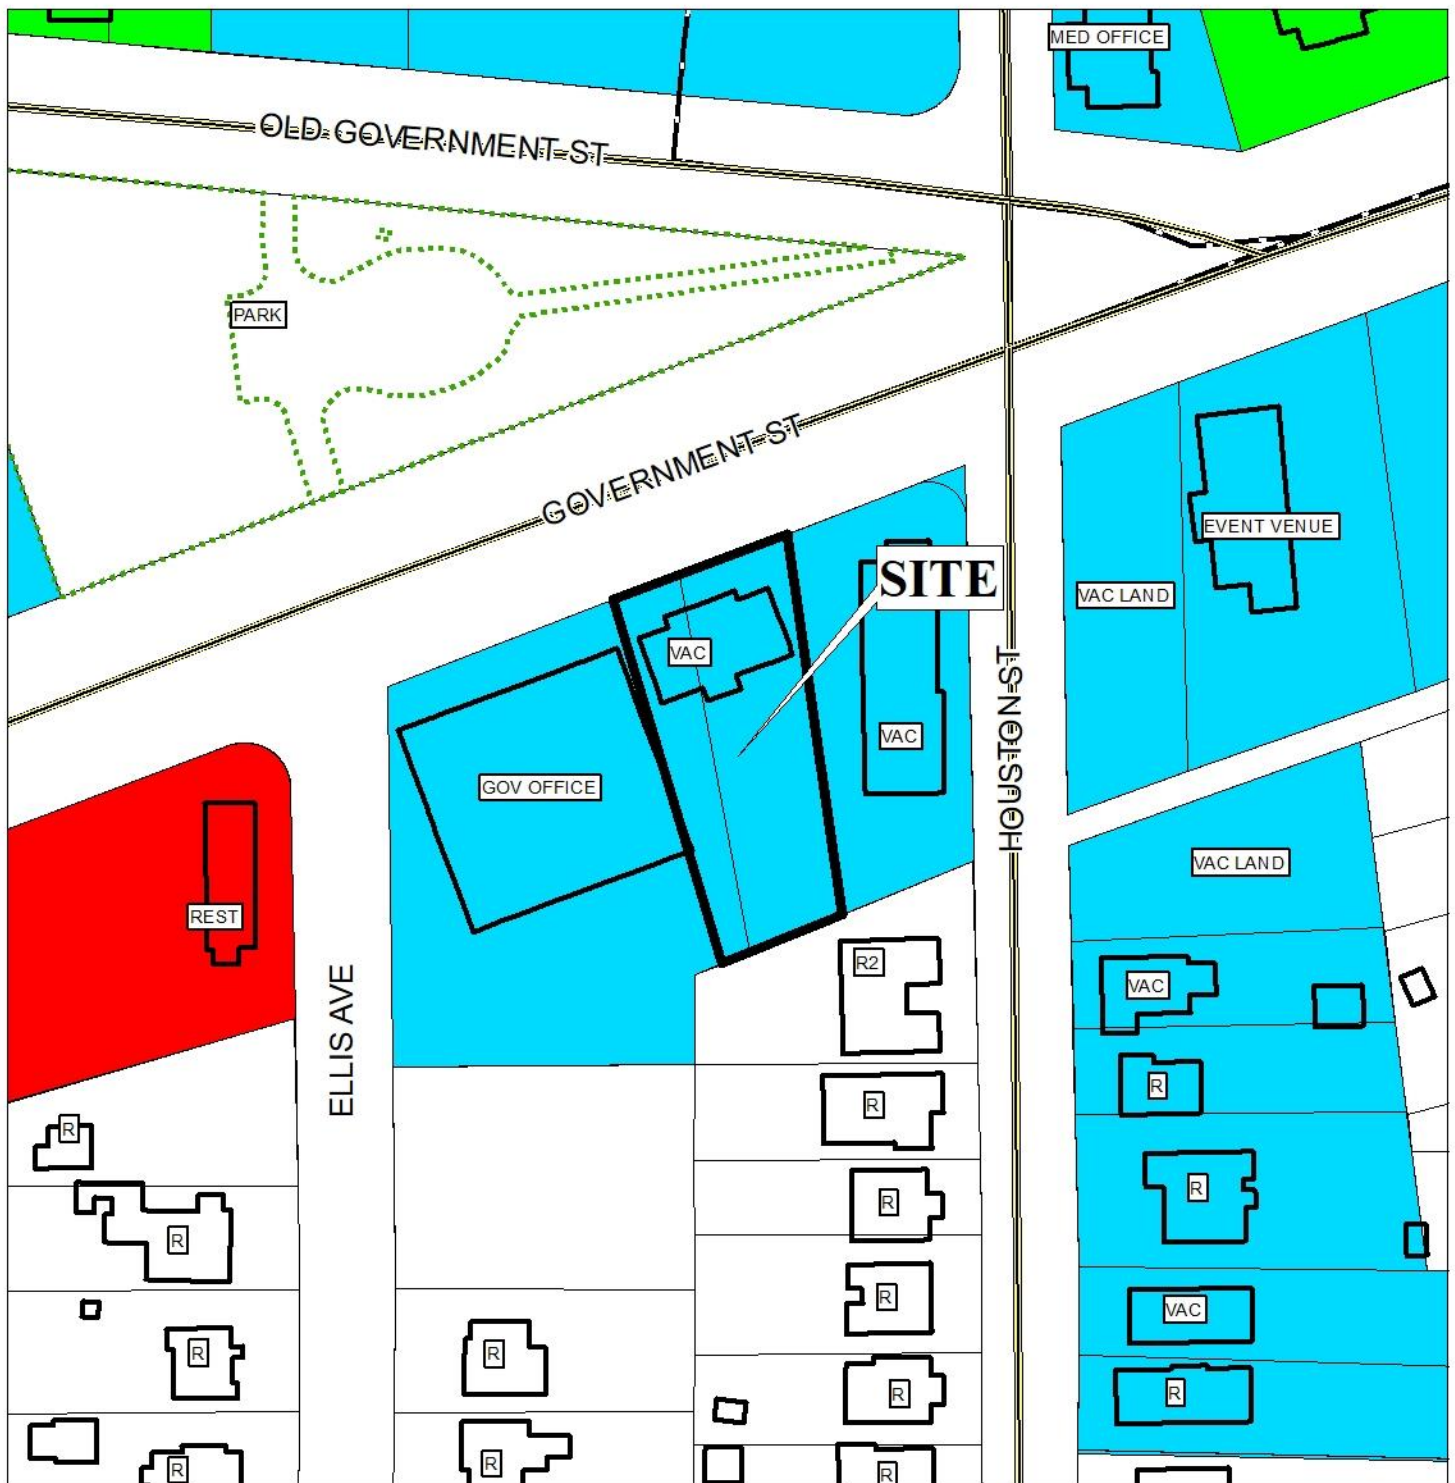 MED OFFICE
OLD GOVERNMENT ST
PARK
GOVERNMENT ST
EVENT VENUE
SITE
VAC LAND
VAC
VAC
HOUSTON ST
GOV OFFICE
VAC LAND
REST
R2
VAC
ELLIS AVE
R
R
R
R
R
R
R
R
VAC
R
R
R
R
R
R
R